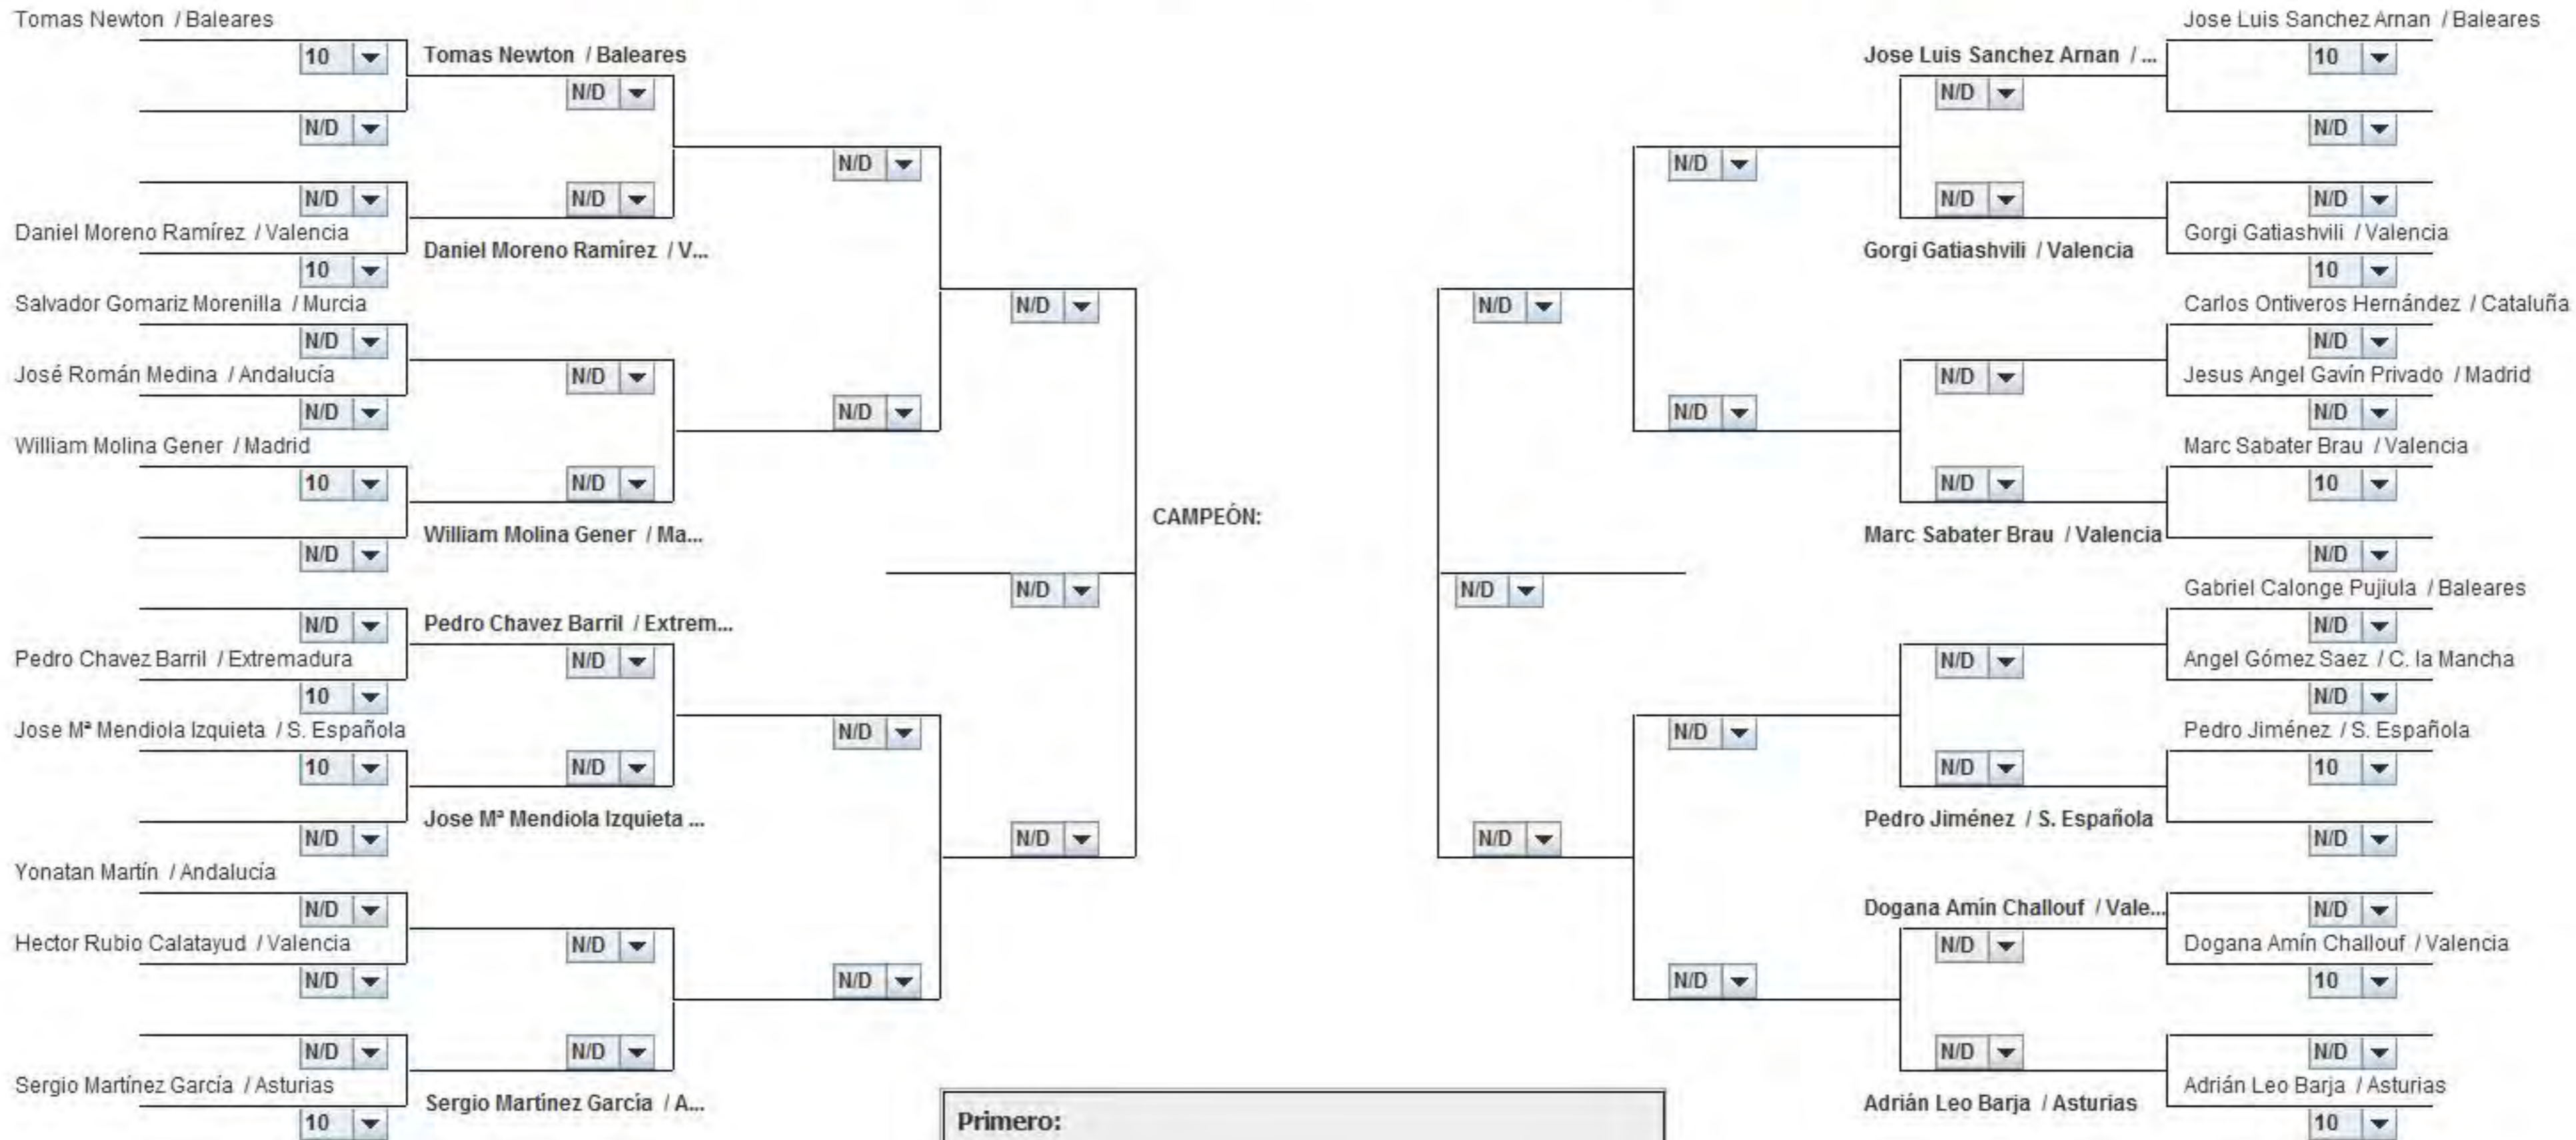 Tomas Newton / Baleares
10
Tomas Newton / Baleares
N/D
N/D
N/D
N/D
N/D
Daniel Moreno Ramírez / Valencia
Daniel Moreno Ramírez / V...
10
Salvador Gomariz Morenilla / Murcia
N/D
N/D
José Román Medina / Andalucía
N/D
N/D
N/D
William Molina Gener / Madrid
10
N/D
William Molina Gener / Ma...
N/D
N/D
N/D
Pedro Chavez Barril / Extrem...
Pedro Chavez Barril / Extremadura
N/D
10
Jose Mª Mendiola Izquieta / S. Española
N/D
10
N/D
Jose Mª Mendiola Izquieta ...
N/D
N/D
Yonatan Martín / Andalucía
N/D
Hector Rubio Calatayud / Valencia
N/D
N/D
N/D
N/D
N/D
Sergio Martínez García / Asturias
Sergio Martínez García / A...
10
CAMPEÓN:
Primero:
Jose Luis Sanchez Arnan / Baleares
Jose Luis Sanchez Arnan / ...
10
N/D
N/D
N/D
N/D
N/D
Gorgi Gatiashvili / Valencia
Gorgi Gatiashvili / Valencia
10
Carlos Ontiveros Hernández / Cataluña
N/D
N/D
Jesus Angel Gavín Privado / Madrid
N/D
N/D
N/D
Marc Sabater Brau / Valencia
N/D
10
Marc Sabater Brau / Valencia
N/D
Gabriel Calonge Pujiula / Baleares
N/D
N/D
Angel Gómez Saez / C. la Mancha
N/D
N/D
Pedro Jiménez / S. Española
N/D
N/D
10
Pedro Jiménez / S. Española
N/D
N/D
Dogana Amín Challouf / Vale...
N/D
N/D
Dogana Amín Challouf / Valencia
N/D
10
N/D
N/D
Adrián Leo Barja / Asturias
Adrián Leo Barja / Asturias
10